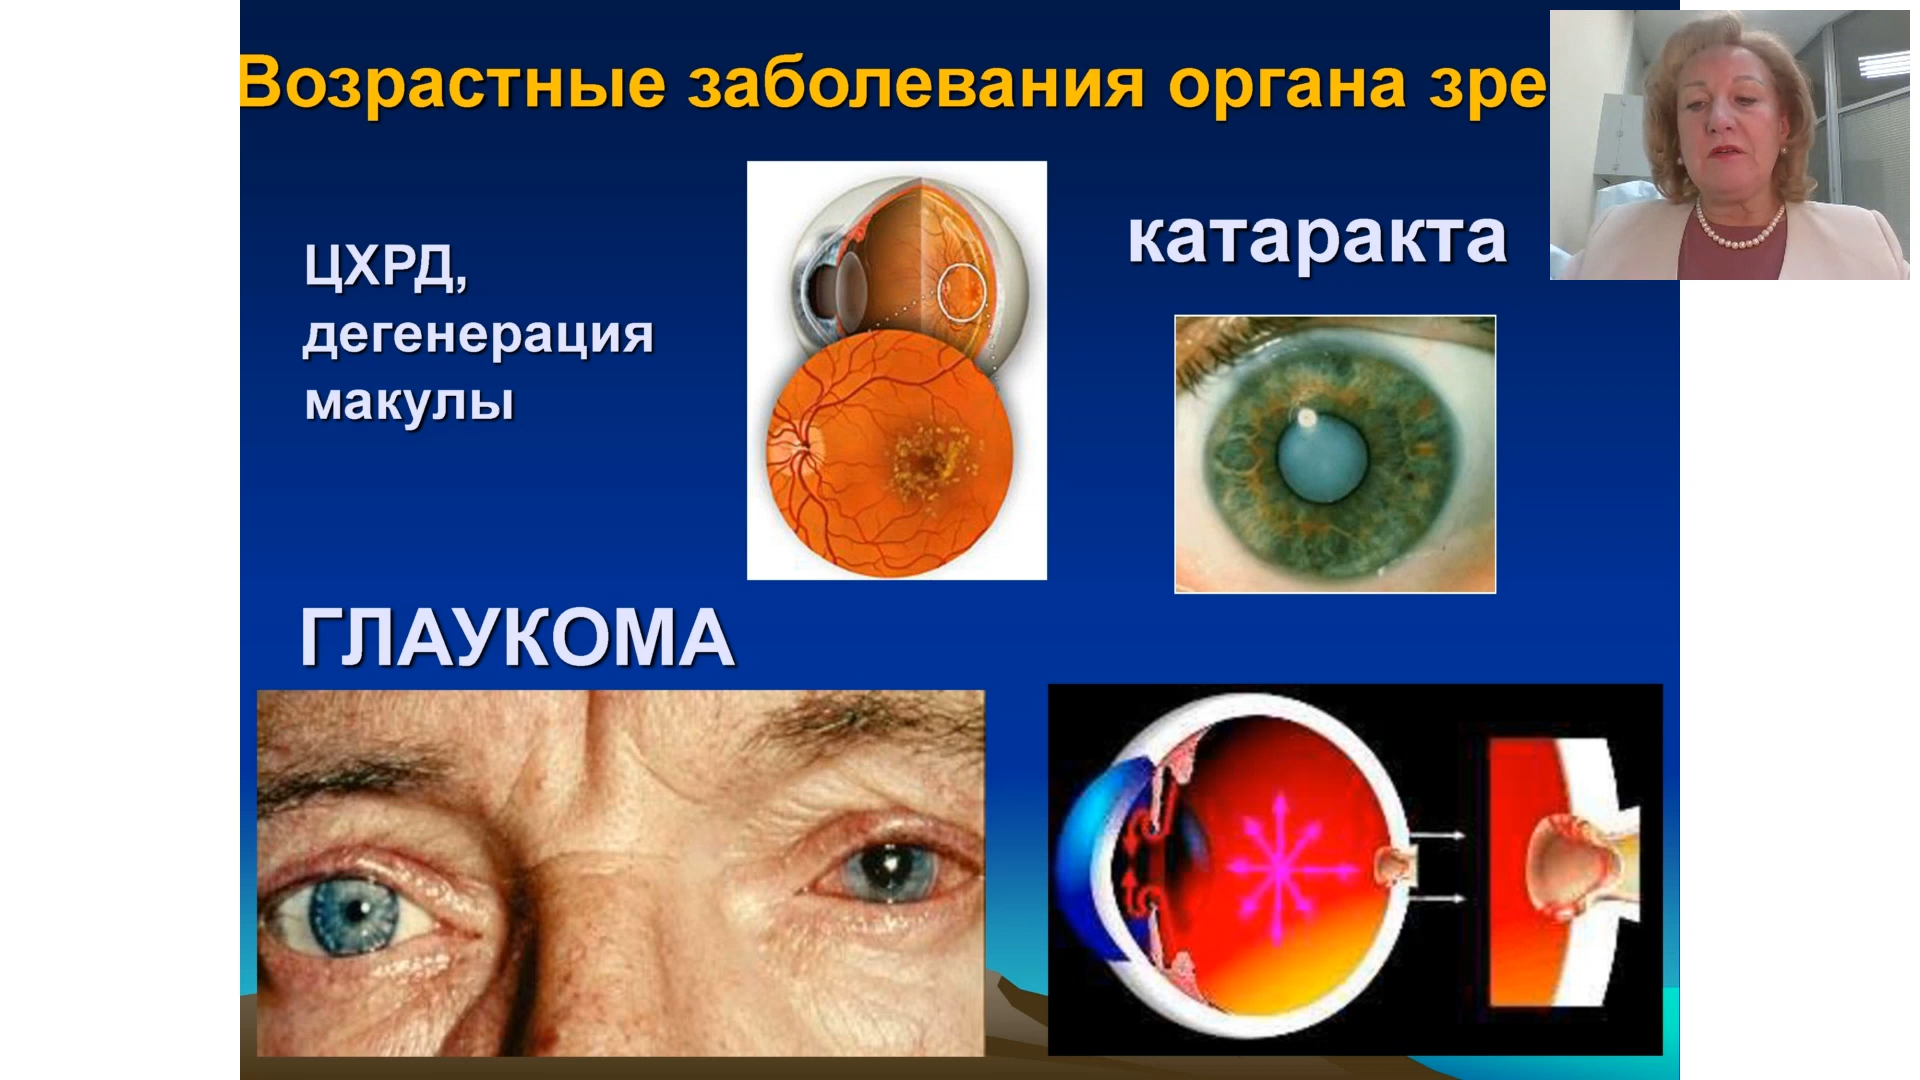 Возрастные заболевания органа зре
ЦХРД,
дегенерация
макулы
катаракта
ГЛАУКОМА